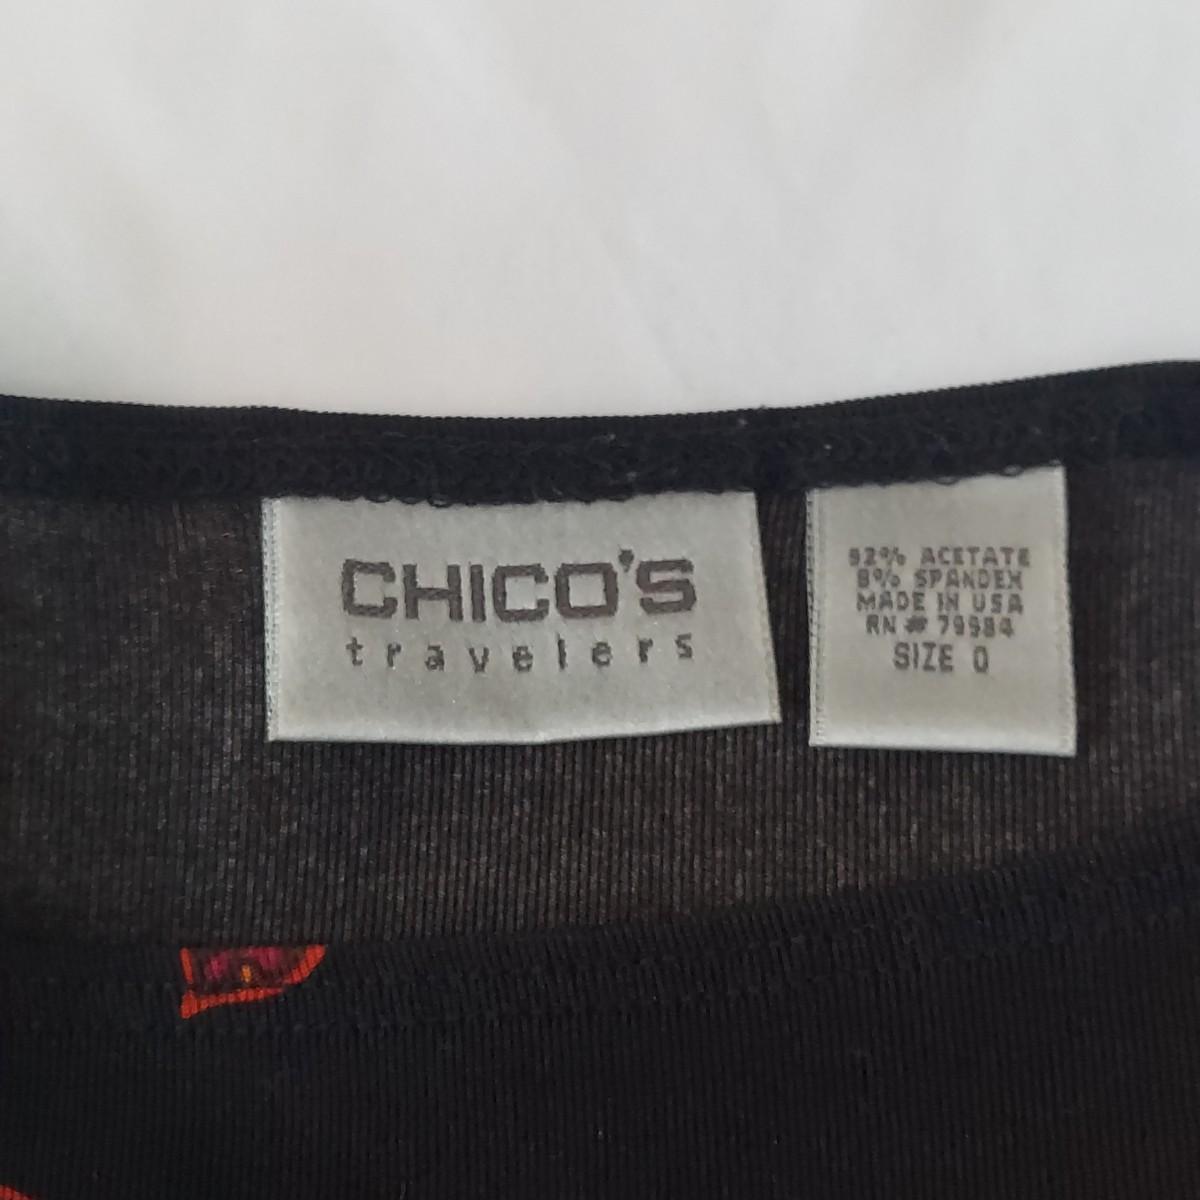 CHICO'S
travelers
92% ACETATE
8% SPANDEX
MADE IN USA
RN # 79984
SIZE 0